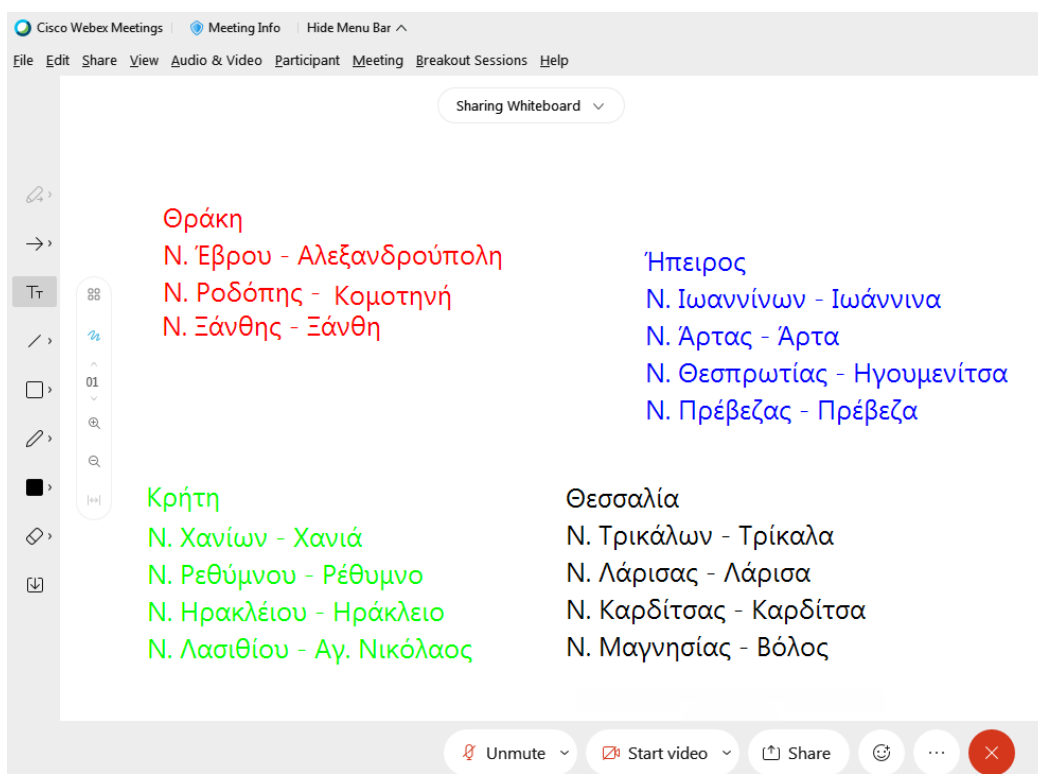 Cisco Webex Meetings
Meeting Info
Hide Menu Bar
File Edit Share View Audio & Video Participant Meeting Breakout Sessions Help
Sharing Whiteboard
Θράκη
Ν. Έβρου - Αλεξανδρούπολη
Ν. Ροδόπης - Κομοτηνή
Ν. Ξάνθης - Ξάνθη
Ήπειρος
Ν. Ιωαννίνων - Ιωάννινα
Ν. Άρτας - Άρτα
Ν. Θεσπρωτίας - Ηγουμενίτσα
Ν. Πρέβεζας - Πρέβεζα
Tт
01
Κρήτη
Ν. Χανίων - Χανιά
Ν. Ρεθύμνου - Ρέθυμνο
Ν. Ηρακλέιου - Ηράκλειο
Ν. Λασιθίου - Αγ. Νικόλαος
Θεσσαλία
Ν. Τρικάλων - Τρίκαλα
Ν. Λάρισας - Λάρισα
Ν. Καρδίτσας - Καρδίτσα
Ν. Μαγνησίας - Βόλος
Unmute
Start video
Share